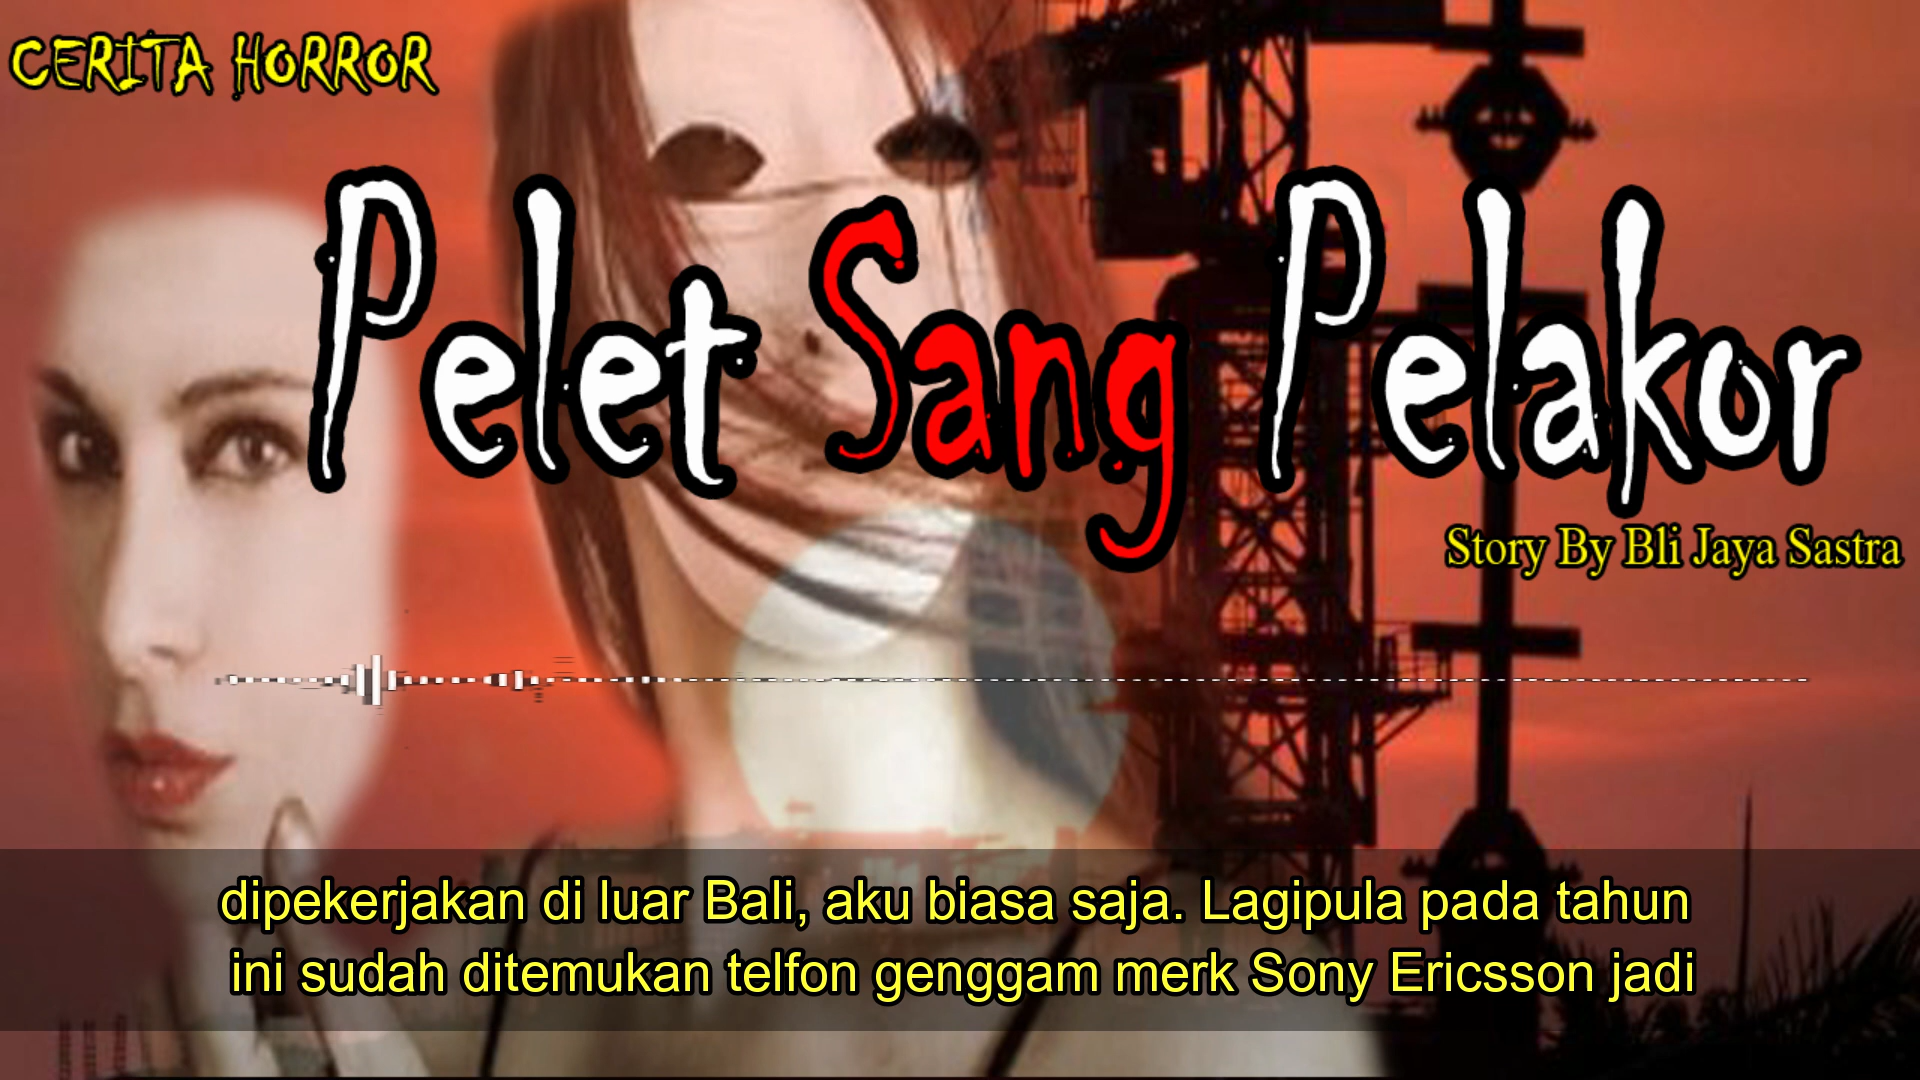 CERITA HORROR
Pelet Sang Pelakor
Story By Bli Jaya Sastra
dipekerjakan di luar Bali, aku biasa saja. Lagipula pada tahun
ini sudah ditemukan telfon genggam merk Sony Ericsson jadi